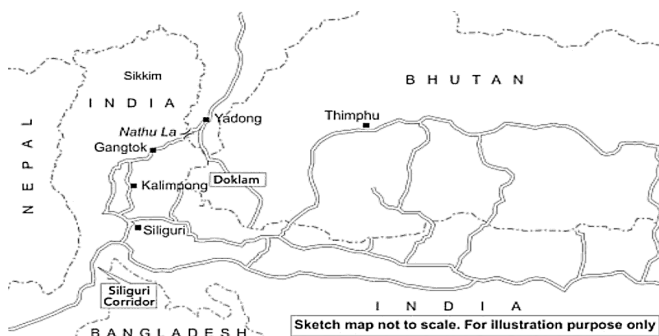 Sikkim
BHUTAN
INDIA
Yadong
Thimphu
Nathu La
Gangtok
NEPAL
Doklam
Kalimpong
Siliguri
Siliguri
Corridor
INDIA
Sketch map not to scale. For illustration purpose only
BANGLADESH